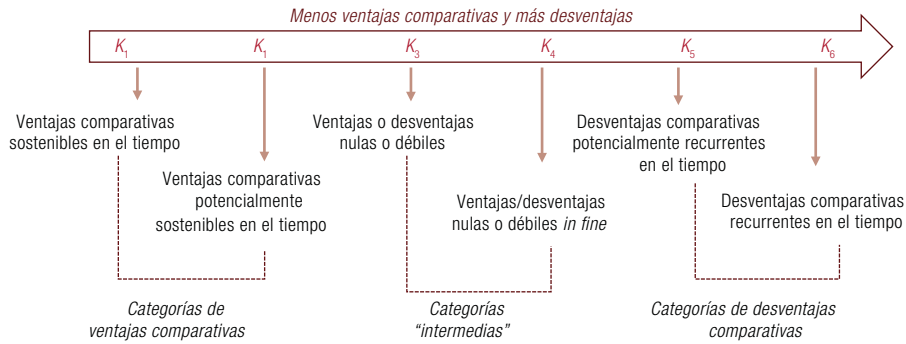 Menos ventajas comparativas y más desventajas
K1 K1 K3 K4 K5 K6
Ventajas comparativas
sostenibles en el tiempo
Ventajas comparativas
potencialmente
sostenibles en el tiempo
Ventajas o desventajas
nulas o débiles
Ventajas/desventajas
nulas o débiles in fine
Desventajas comparativas
potencialmente recurrentes
en el tiempo
Desventajas comparativas
recurrentes en el tiempo
Categorías de
ventajas comparativas
Categorías
“intermedias”
Categorías de desventajas
comparativas